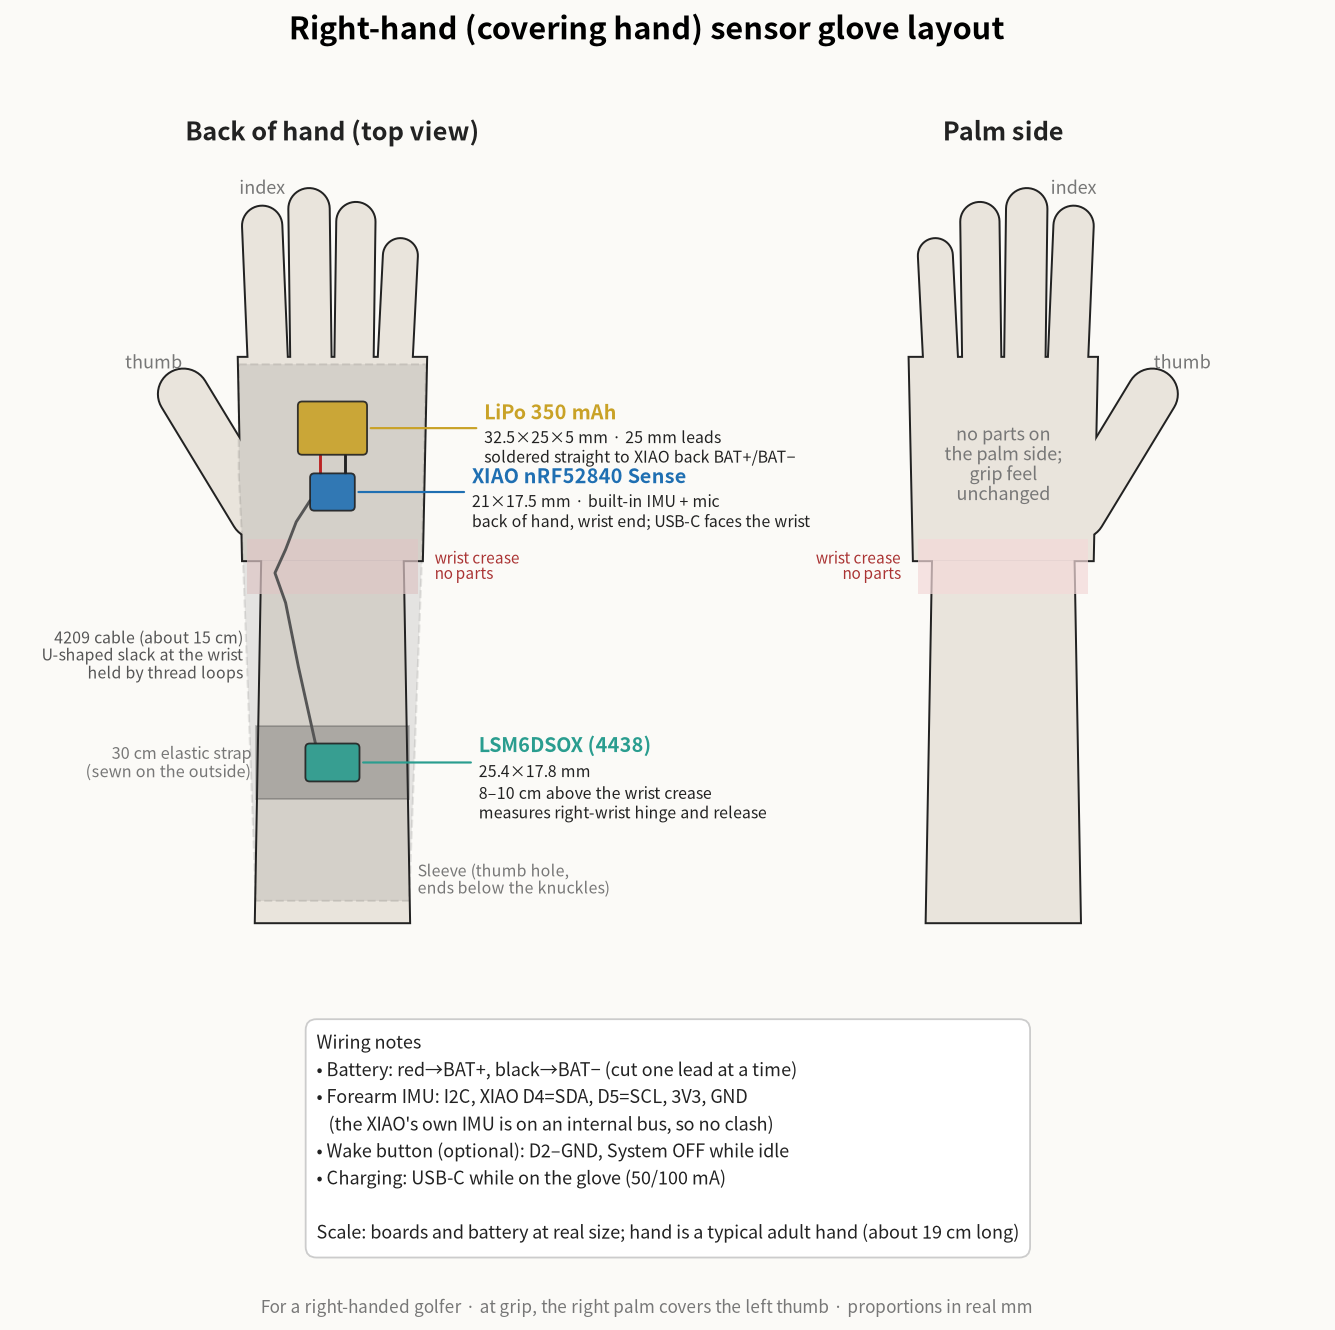 Right-hand (covering hand) sensor glove layout
Back of hand (top view)
index
thumb
LiPo 350 mAh
32.5×25×5 mm · 25 mm leads
soldered straight to XIAO back BAT+/BAT−
XIAO nRF52840 Sense
21×17.5 mm · built-in IMU + mic
back of hand, wrist end; USB-C faces the wrist
wrist crease
no parts
4209 cable (about 15 cm)
U-shaped slack at the wrist
held by thread loops
30 cm elastic strap
(sewn on the outside)
LSM6DSOX (4438)
25.4×17.8 mm
8–10 cm above the wrist crease
measures right-wrist hinge and release
Sleeve (thumb hole,
ends below the knuckles)
Palm side
index
thumb
no parts on
the palm side;
grip feel
unchanged
wrist crease
no parts
Wiring notes
• Battery: red→BAT+, black→BAT− (cut one lead at a time)
• Forearm IMU: I2C, XIAO D4=SDA, D5=SCL, 3V3, GND
(the XIAO's own IMU is on an internal bus, so no clash)
• Wake button (optional): D2–GND, System OFF while idle
• Charging: USB-C while on the glove (50/100 mA)
Scale: boards and battery at real size; hand is a typical adult hand (about 19 cm long)
For a right-handed golfer · at grip, the right palm covers the left thumb · proportions in real mm